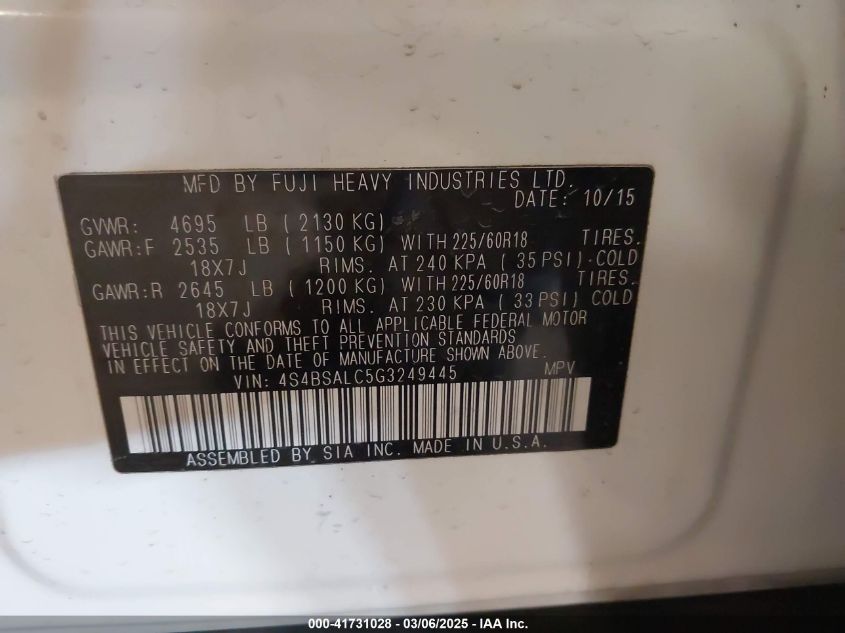 MFD BY FUJI HEAVY INDUSTRIES LTD.
DATE: 10/15
GVWR: 4695 LB ( 2130 KG)
GAWR:F 2535 LB ( 1150 KG) WITH 225/60R18 TIRES.
18X7J RIMS. AT 240 KPA ( 35 PSI). COLD
GAWR:R 2645 LB ( 1200 KG) WITH 225/60R18 TIRES.
18X7J RIMS. AT 230 KPA ( 33 PSI) COLD
THIS VEHICLE CONFORMS TO ALL APPLICABLE FEDERAL MOTOR
VEHICLE SAFETY AND THEFT PREVENTION STANDARDS
IN EFFECT ON THE DATE OF MANUFACTURE SHOWN ABOVE.
VIN: 4S4BSALC5G3249445 MPV
ASSEMBLED BY SIA INC. MADE IN U.S.A.
000-41731028 - 03/06/2025 - IAA Inc.